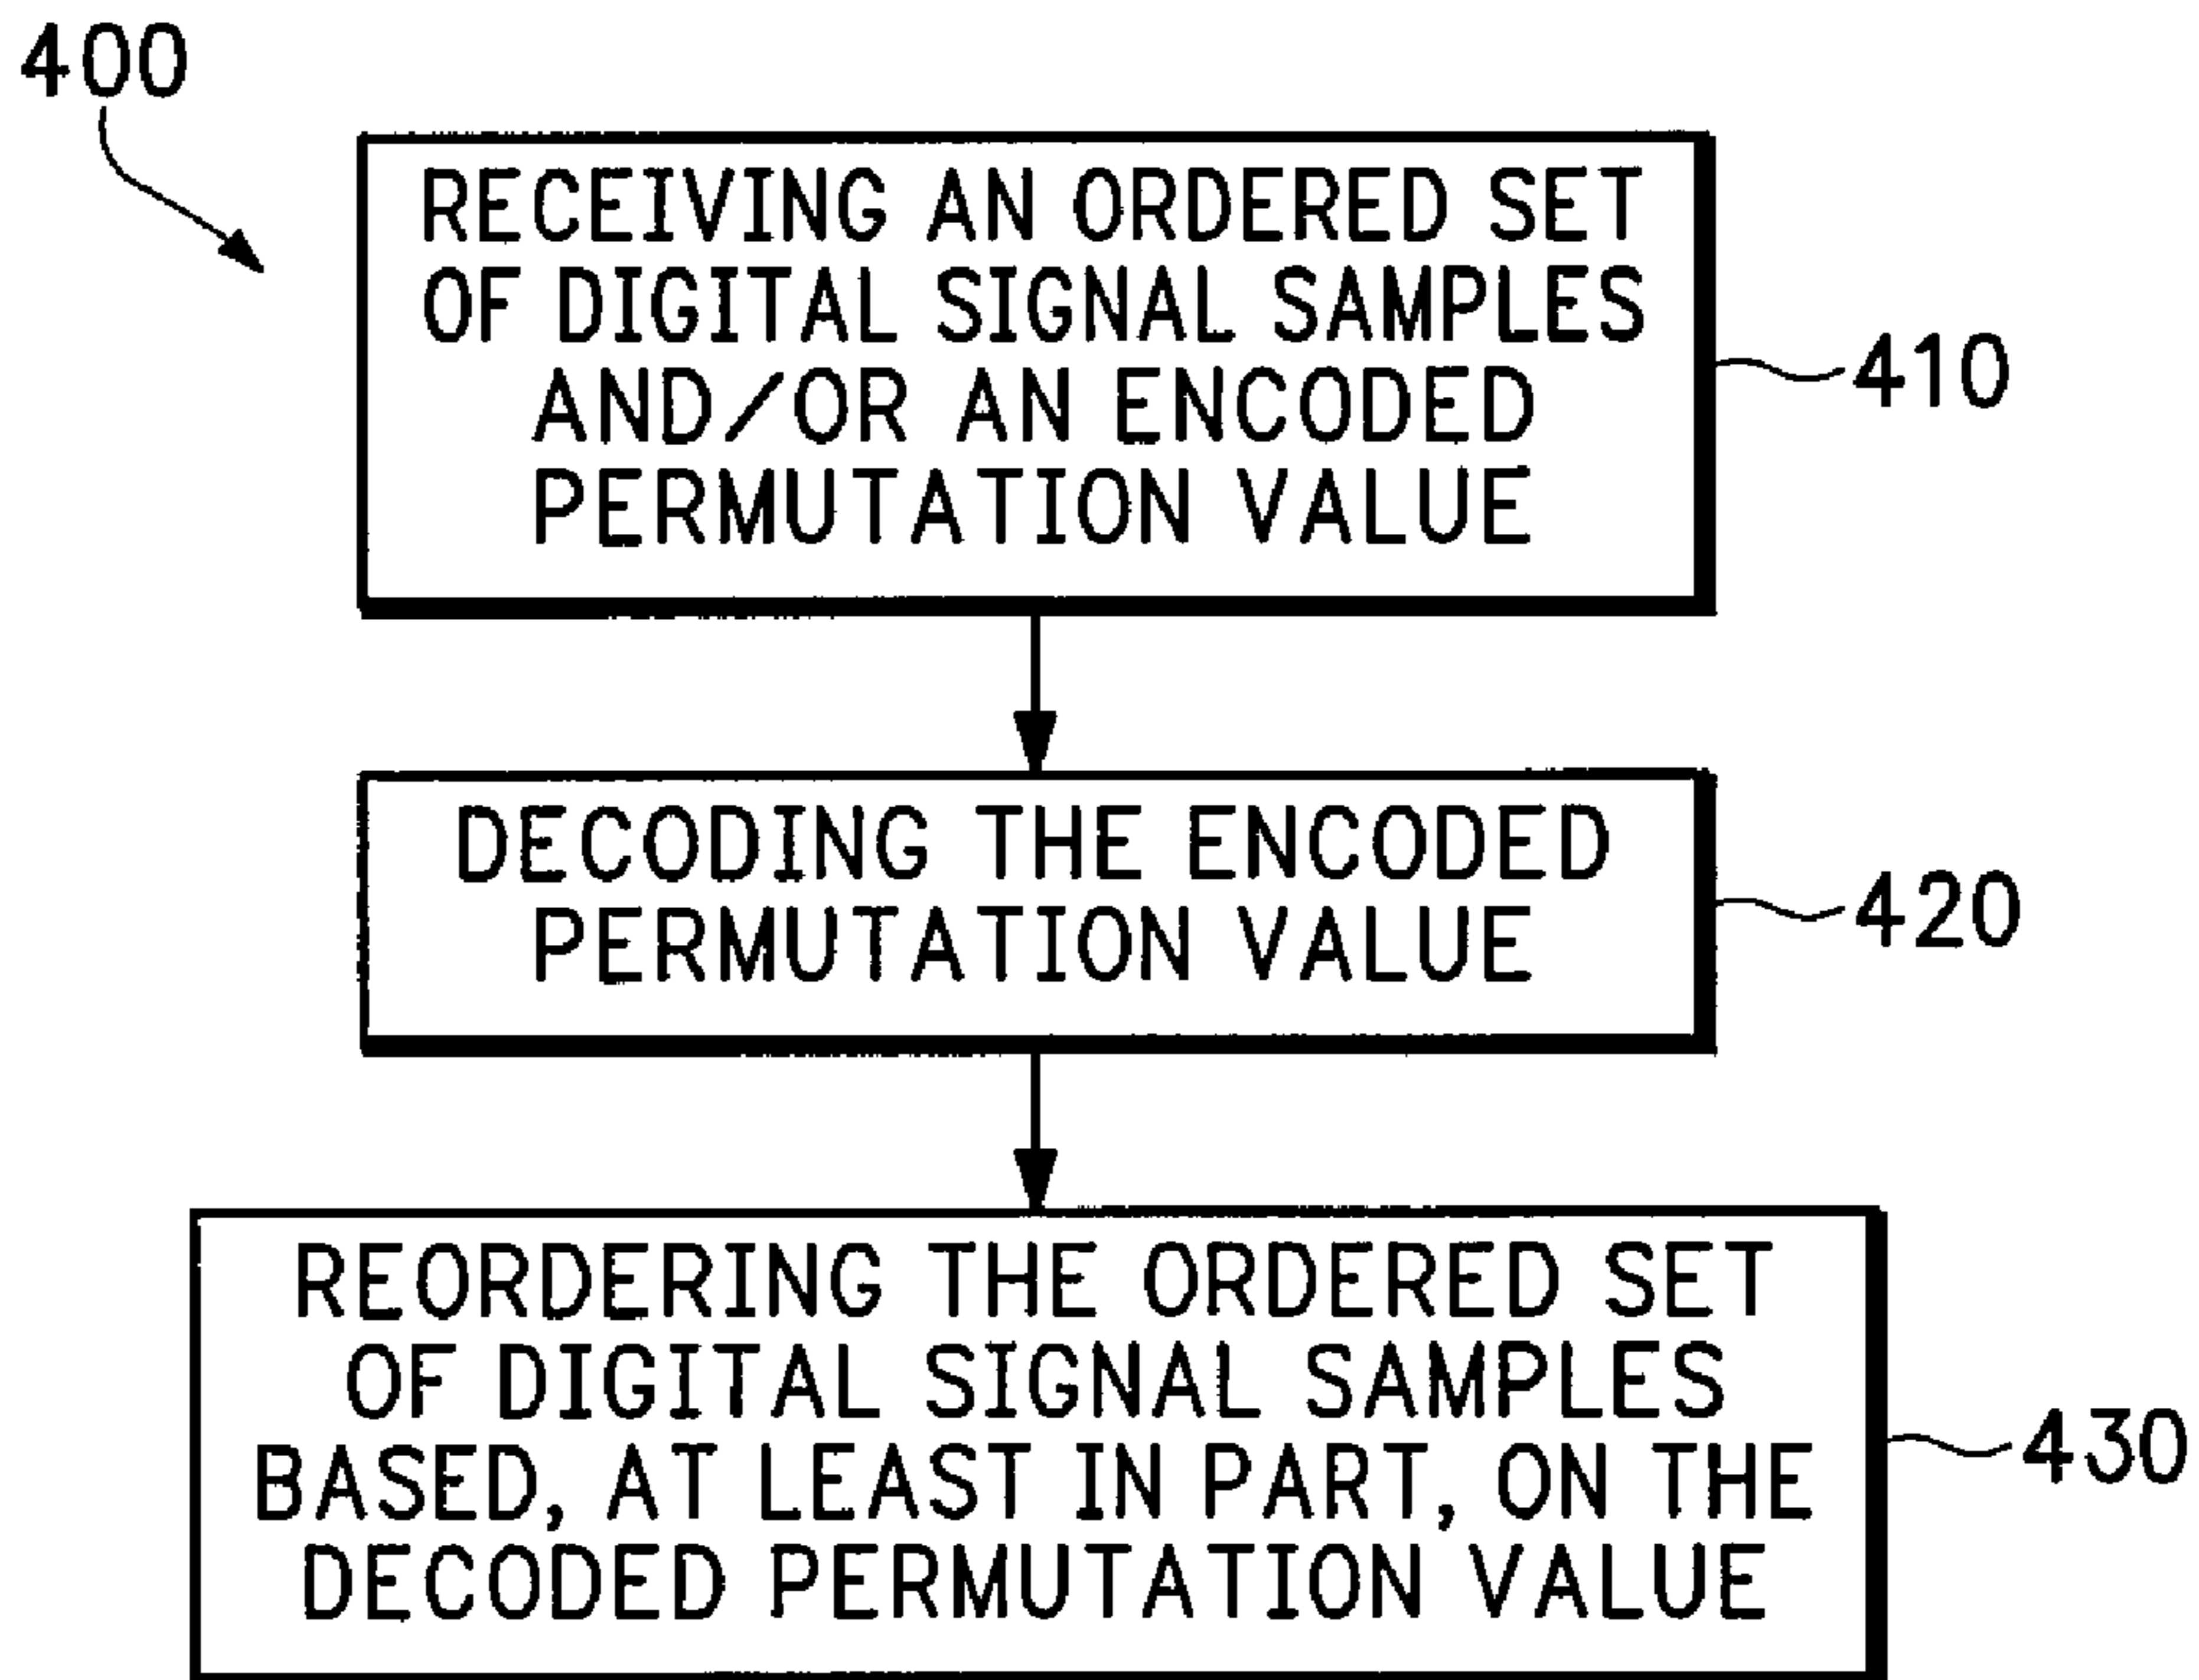 400
RECEIVING AN ORDERED SET
OF DIGITAL SIGNAL SAMPLES
AND/OR AN ENCODED
PERMUTATION VALUE
410
DECODING THE ENCODED
PERMUTATION VALUE
420
REORDERING THE ORDERED SET
OF DIGITAL SIGNAL SAMPLES
BASED, AT LEAST IN PART, ON THE
DECODED PERMUTATION VALUE
430